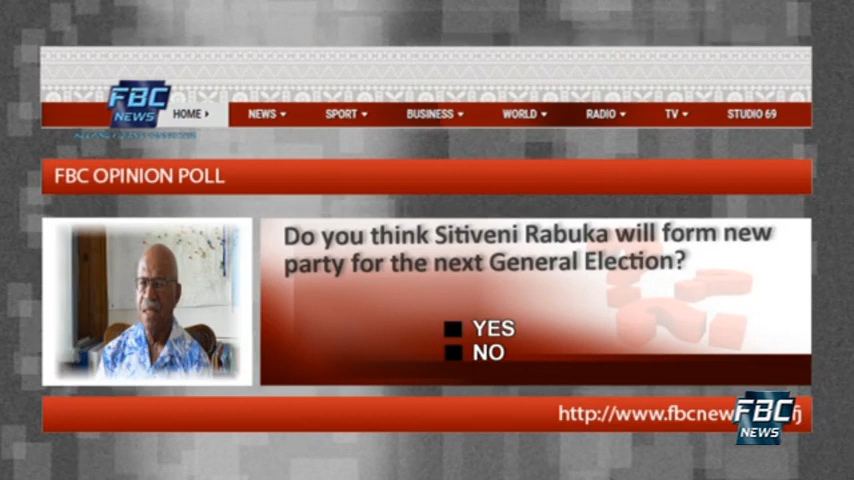 FBC
NEWS
HOME
NEWS
SPORT
BUSINESS
WORLD
RADIO
TV
STUDIO 69
FBC OPINION POLL
Do you think Sitiveni Rabuka will form new
party for the next General Election?
YES
NO
http://www.fbcnew
FBC
NEWS